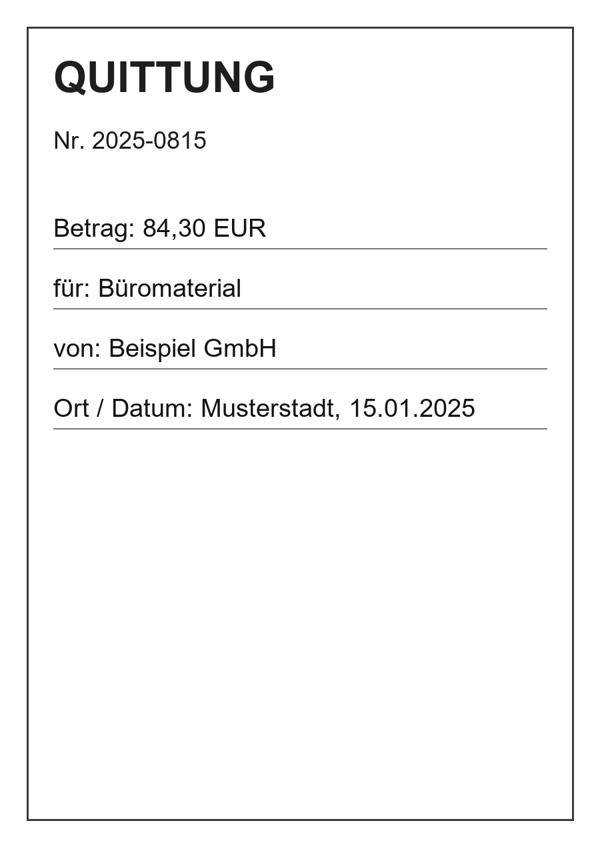 QUITTUNG
Nr. 2025-0815
Betrag: 84,30 EUR
für: Büromaterial
von: Beispiel GmbH
Ort / Datum: Musterstadt, 15.01.2025